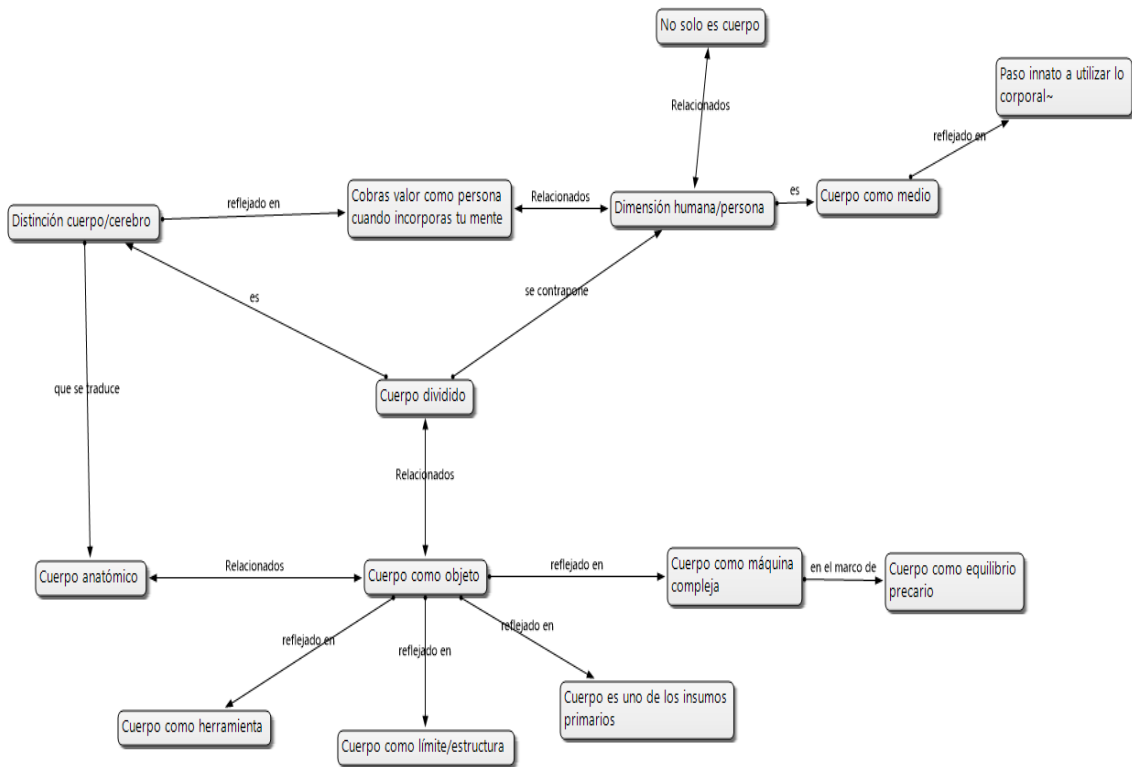 No solo es cuerpo
Paso innato a utilizar lo
corporal~
Relacionados
reflejado en
Cobras valor como persona
cuando incorporas tu mente
Relacionados
es
Cuerpo como medio
Distinción cuerpo/cerebro
reflejado en
Dimensión humana/persona
es
se contrapone
que se traduce
Cuerpo dividido
Relacionados
Cuerpo anatómico
Relacionados
Cuerpo como objeto
reflejado en
Cuerpo como máquina
compleja
en el marco de
Cuerpo como equilibrio
precario
reflejado en
reflejado en
reflejado en
Cuerpo como herramienta
Cuerpo como límite/estructura
Cuerpo es uno de los insumos
primarios